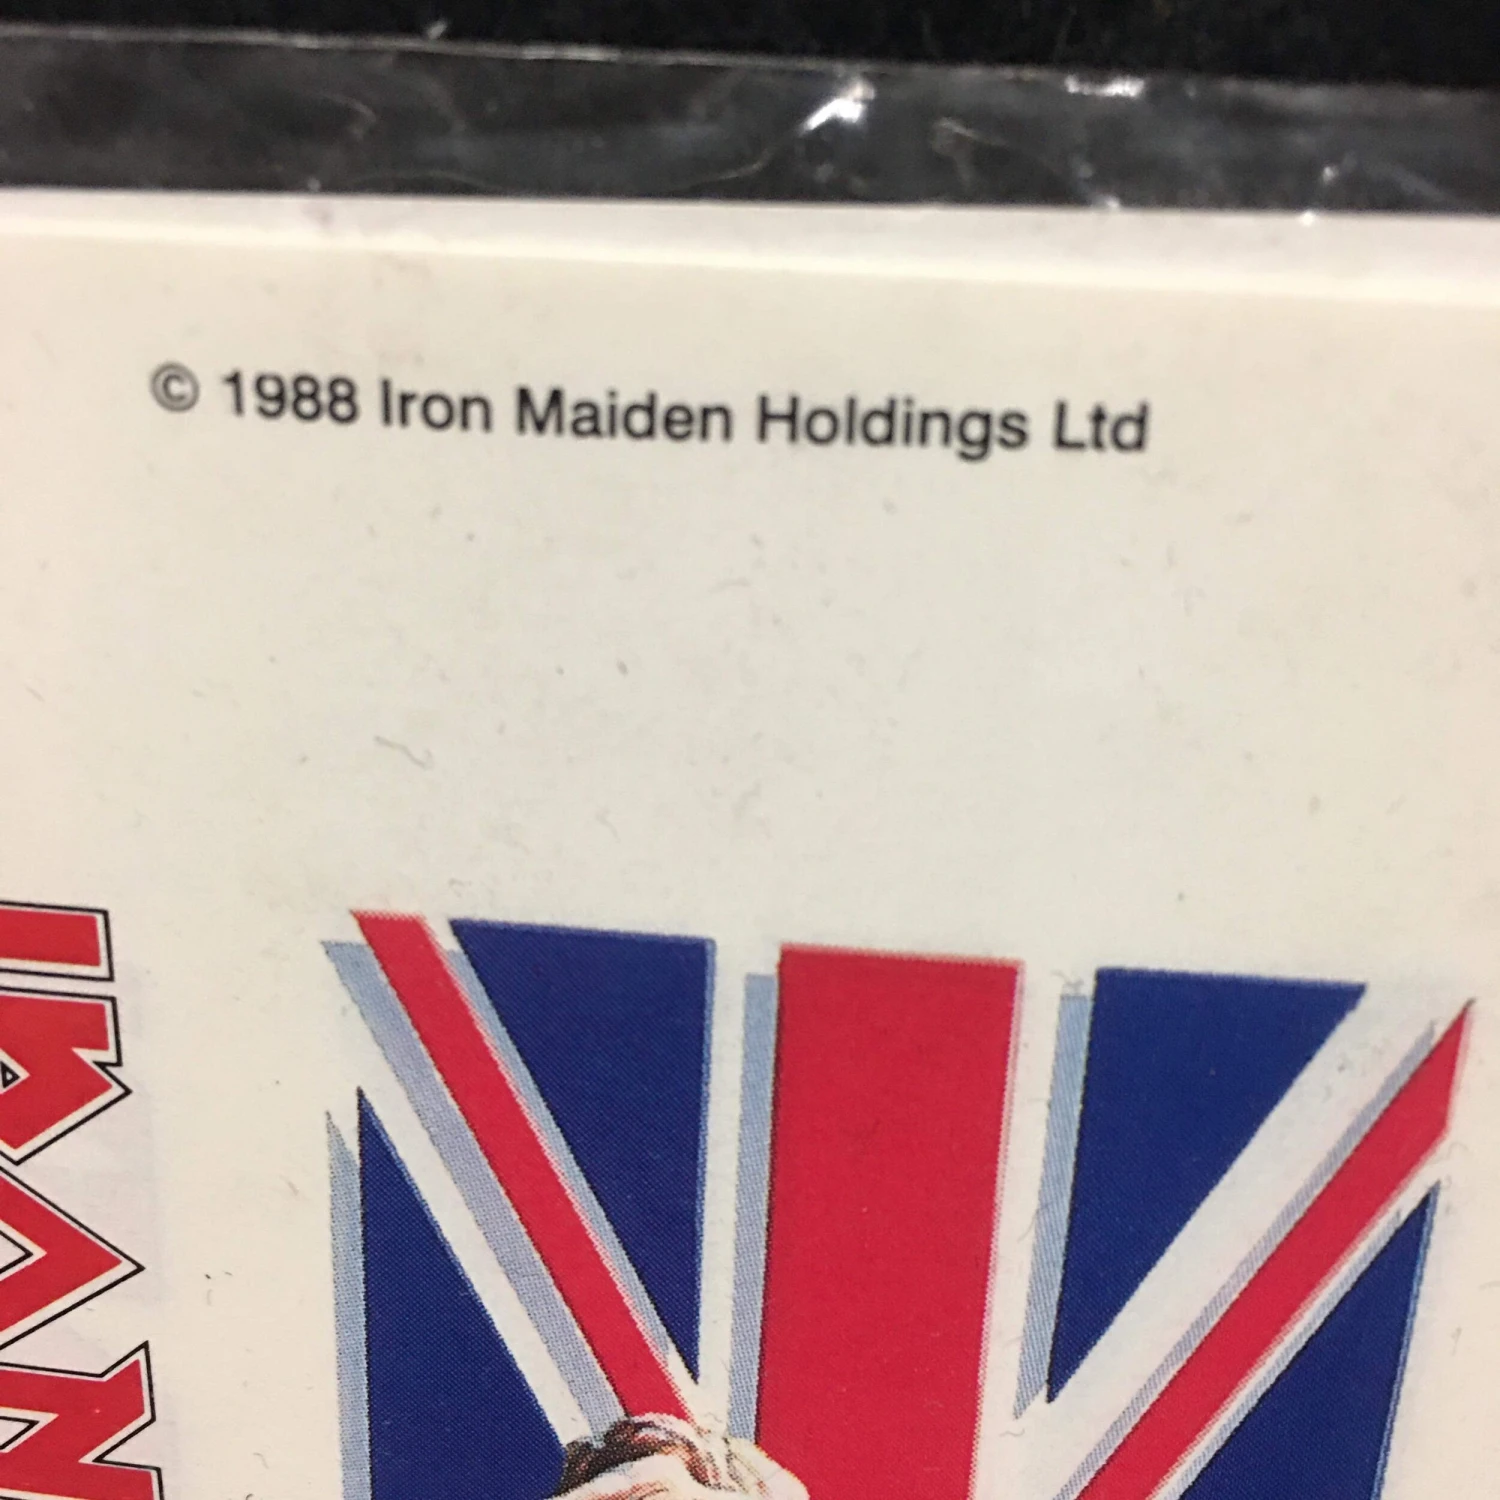 © 1988 Iron Maiden Holdings Ltd